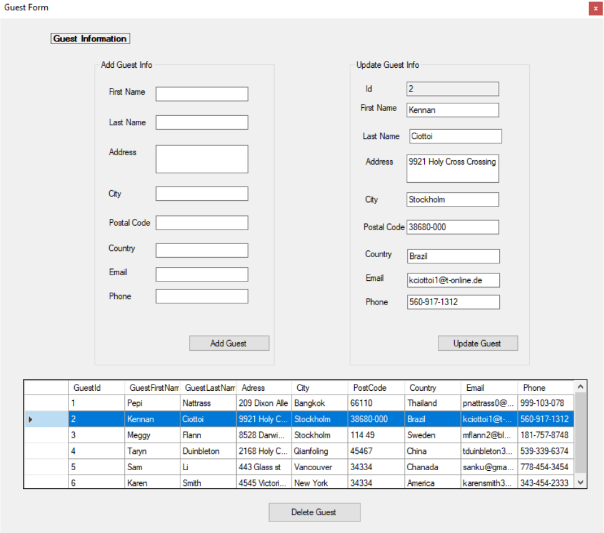 Guest Form
x
Guest Information
Add Guest Info
First Name
Last Name
Address
City
Postal Code
Country
Email
Phone
Add Guest
Update Guest Info
Id 2
First Name Kennan
Last Name Ciottoi
Address 9921 Holy Cross Crossing
City Stockholm
Postal Code 38680-000
Country Brazil
Email kciottoi1@t-online.de
Phone 560-917-1312
Update Guest
GuestId GuestFirstNam GuestLastNam Adress City PostCode Country Email Phone
1 Pepi Nattrass 209 Dixon Alle Bangkok 66110 Thailand pnattrass0@... 999-103-078
2 Kennan Ciottoi 9921 Holy C... Stockholm 38680-000 Brazil kciottoi1@t-... 560-917-1312
3 Meggy Flann 8528 Darwi... Stockholm 114 49 Sweden mflann2@bl... 181-757-8748
4 Taryn Duinbleton 2168 Holy C... Qianfoling 45467 China tduinbleton3... 539-339-6374
5 Sam Li 443 Glass st Vancouver 34334 Chanada sanku@gma... 778-454-3454
6 Karen Smith 4545 Victori... New York 34334 America karensmith3... 343-454-2333
Delete Guest